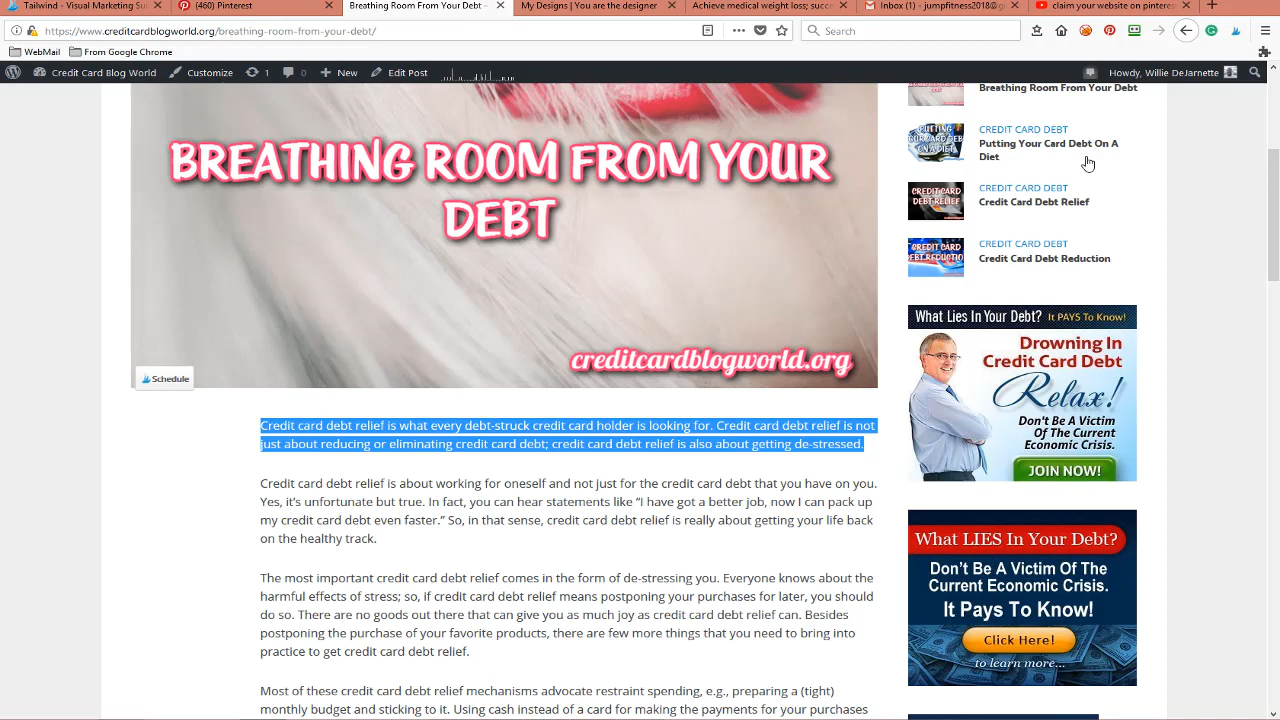 Tailwind - Visual Marketing Su
(460) Pinterest
Breathing Room From Your Debt -
My Designs | You are the designer
Achieve medical weight loss; succe
Inbox (1) - jumpfitness2018@g
claim your website on pinteres
https://www.creditcardblogworld.org/breathing-room-from-your-debt/
Search
WebMail
From Google Chrome
Credit Card Blog World
Customize
1
0
New
Edit Post
Howdy, Willie DeJarnette
BREATHING ROOM FROM YOUR
DEBT
creditcardblogworld.org
Schedule
Credit card debt relief is what every debt-struck credit card holder is looking for. Credit card debt relief is not
just about reducing or eliminating credit card debt; credit card debt relief is also about getting de-stressed.
Credit card debt relief is about working for oneself and not just for the credit card debt that you have on you.
Yes, it's unfortunate but true. In fact, you can hear statements like “I have got a better job, now I can pack up
my credit card debt even faster.” So, in that sense, credit card debt relief is really about getting your life back
on the healthy track.
The most important credit card debt relief comes in the form of de-stressing you. Everyone knows about the
harmful effects of stress; so, if credit card debt relief means postponing your purchases for later, you should
do so. There are no goods out there that can give you as much joy as credit card debt relief can. Besides
postponing the purchase of your favorite products, there are few more things that you need to bring into
practice to get credit card debt relief.
Most of these credit card debt relief mechanisms advocate restraint spending, e.g., preparing a (tight)
monthly budget and sticking to it. Using cash instead of a card for making the payments for your purchases
Breathing Room From Your Debt
PUTTING
YOUR CARD DEBT
ON A DIET
CREDIT CARD DEBT
Putting Your Card Debt On A
Diet
CREDIT CARD
DEBT RELIEF
CREDIT CARD DEBT
Credit Card Debt Relief
CREDIT CARD
DEBT REDUCTION
CREDIT CARD DEBT
Credit Card Debt Reduction
What Lies In Your Debt? It PAYS To Know!
Drowning In
Credit Card Debt
Relax!
Don't Be A Victim
Of The Current
Economic Crisis.
JOIN NOW!
What LIES In Your Debt?
Don't Be A Victim Of The
Current Economic Crisis.
It Pays To Know!
Click Here!
to learn more...